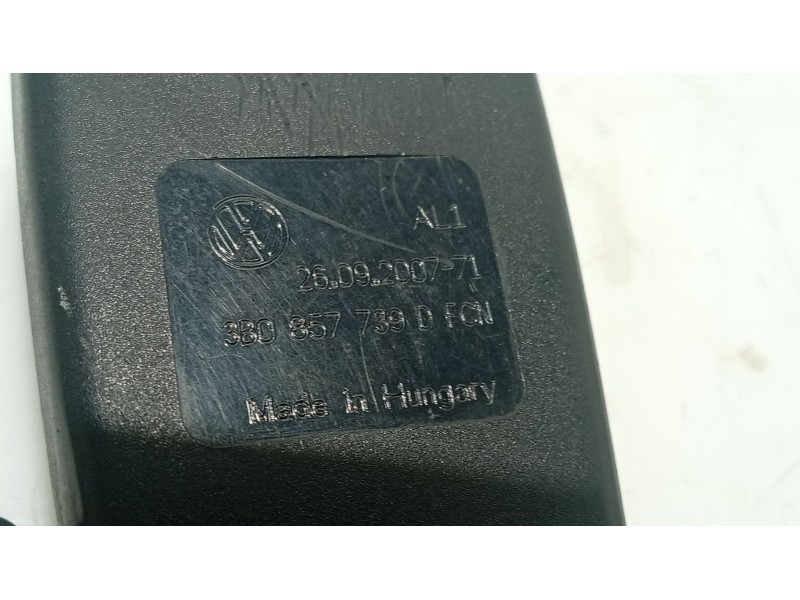 AL1
26.09.2007-71
3B0 857 739 D FCN
Made in Hungary